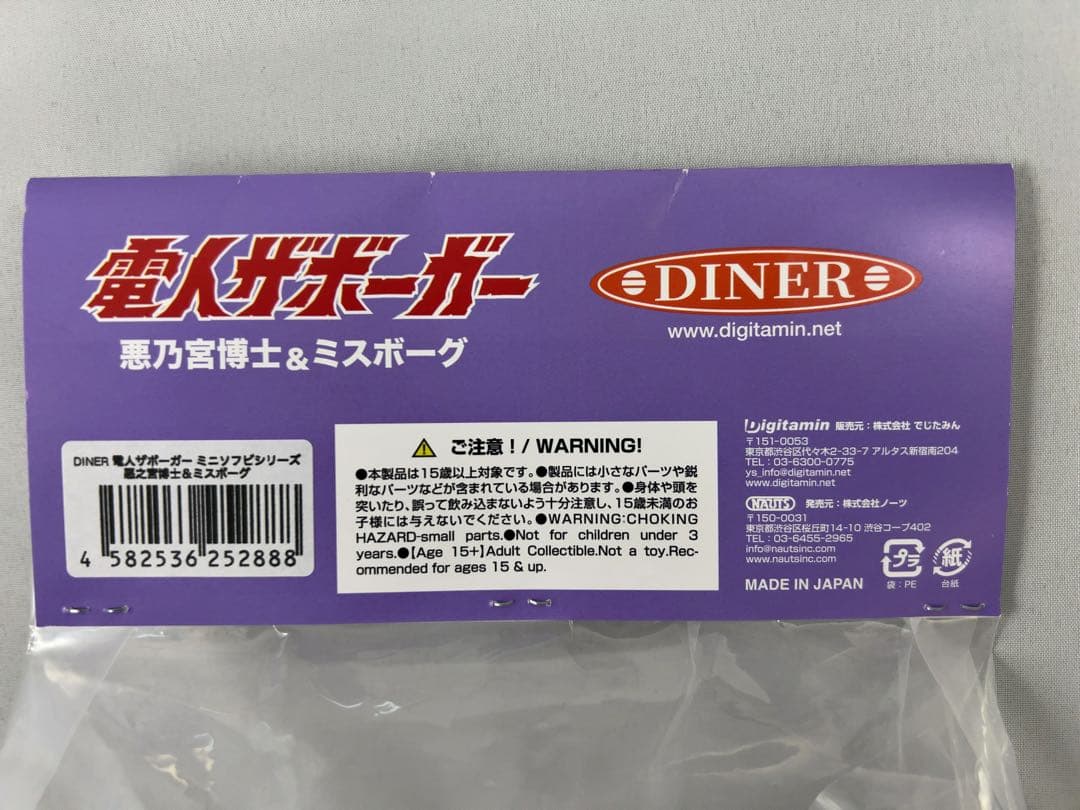 電人ザボーガー
悪乃宮博士&ミスボーグ
DINER
www.digitamin.net
DINER 電人ザボーガー ミニソフビシリーズ
悪之宮博士&ミスボーグ
4 582536 252888
ご注意!/ WARNING!
●本製品は15歳以上対象です。●製品には小さなパーツや鋭
利なパーツなどが含まれている場合があります。●身体や頭を
突いたり、誤って飲み込まないよう十分注意し、15歳未満のお
子様には与えないでください。●WARNING:CHOKING
HAZARD-small parts.●Not for children under 3
years.●【Age 15+】Adult Collectible.Not a toy.Rec-
ommended for ages 15 & up.
Digitamin 販売元:株式会社 でじたみん
〒151-0053
東京都渋谷区代々木2-33-7 アルタス新宿南204
TEL:03-6300-0775
ys_info@digitamin.net
www.digitamin.net
NAUTS 発売元:株式会社ノーツ
〒150-0031
東京都渋谷区桜丘町14-10 渋谷コープ402
TEL:03-6455-2965
info@nautsinc.com
www.nautsinc.com
MADE IN JAPAN
プラ
袋:PE
紙
台紙